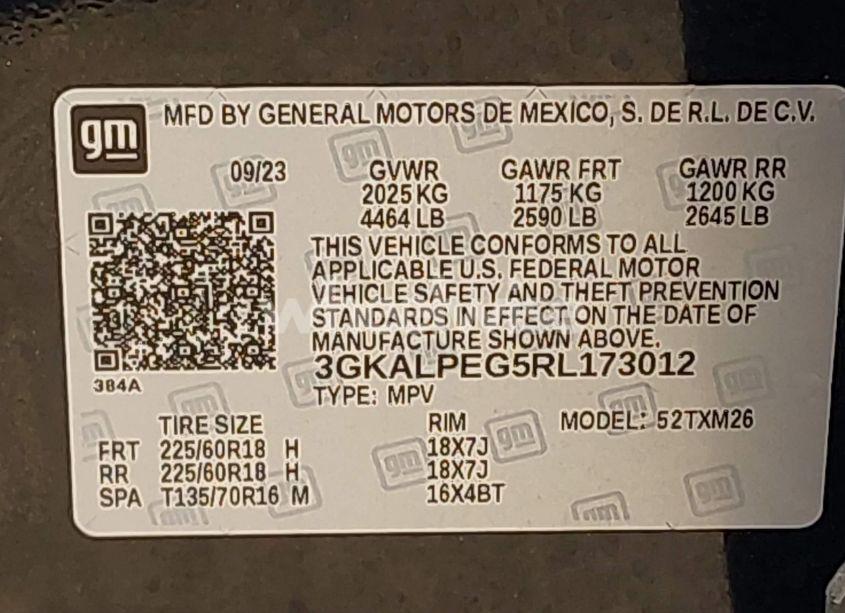 gm MFD BY GENERAL MOTORS DE MEXICO, S. DE R.L. DE C.V.
09/23 GVWR GAWR FRT GAWR RR
2025 KG 1175 KG 1200 KG
4464 LB 2590 LB 2645 LB
THIS VEHICLE CONFORMS TO ALL
APPLICABLE U.S. FEDERAL MOTOR
VEHICLE SAFETY AND THEFT PREVENTION
STANDARDS IN EFFECT ON THE DATE OF
MANUFACTURE SHOWN ABOVE.
3GKALPEG5RL173012
384A
TYPE: MPV
TIRE SIZE RIM MODEL: 52TXM26
FRT 225/60R18 H 18X7J
RR 225/60R18 H 18X7J
SPA T135/70R16 M 16X4BT